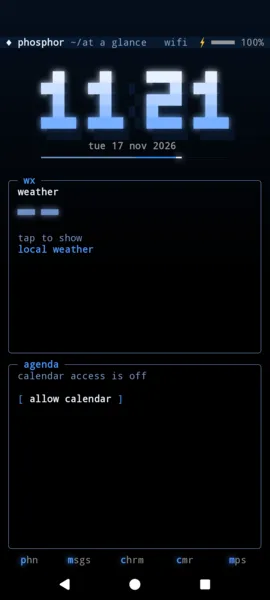 ♦ phosphor ~/at a glance wifi ⚡ 100%
11 21
tue 17 nov 2026
wx
weather
--
tap to show
local weather
agenda
calendar access is off
[ allow calendar ]
phn msgs chrm cmr mps